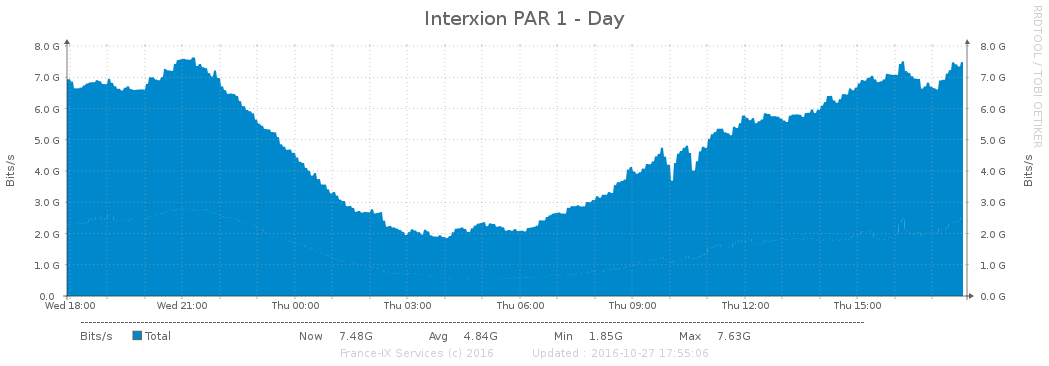 Interxion PAR 1 - Day
RRDTOOL / TOBI OETIKER
Bits/s
8.0 G 8.0 G
7.0 G 7.0 G
6.0 G 6.0 G
5.0 G 5.0 G
4.0 G 4.0 G
3.0 G 3.0 G
2.0 G 2.0 G
1.0 G 1.0 G
0.0 0.0 G
Bits/s
Wed 18:00 Wed 21:00 Thu 00:00 Thu 03:00 Thu 06:00 Thu 09:00 Thu 12:00 Thu 15:00
Bits/s Total Now 7.48G Avg 4.84G Min 1.85G Max 7.63G
France-IX Services (c) 2016 Updated : 2016-10-27 17:55:06